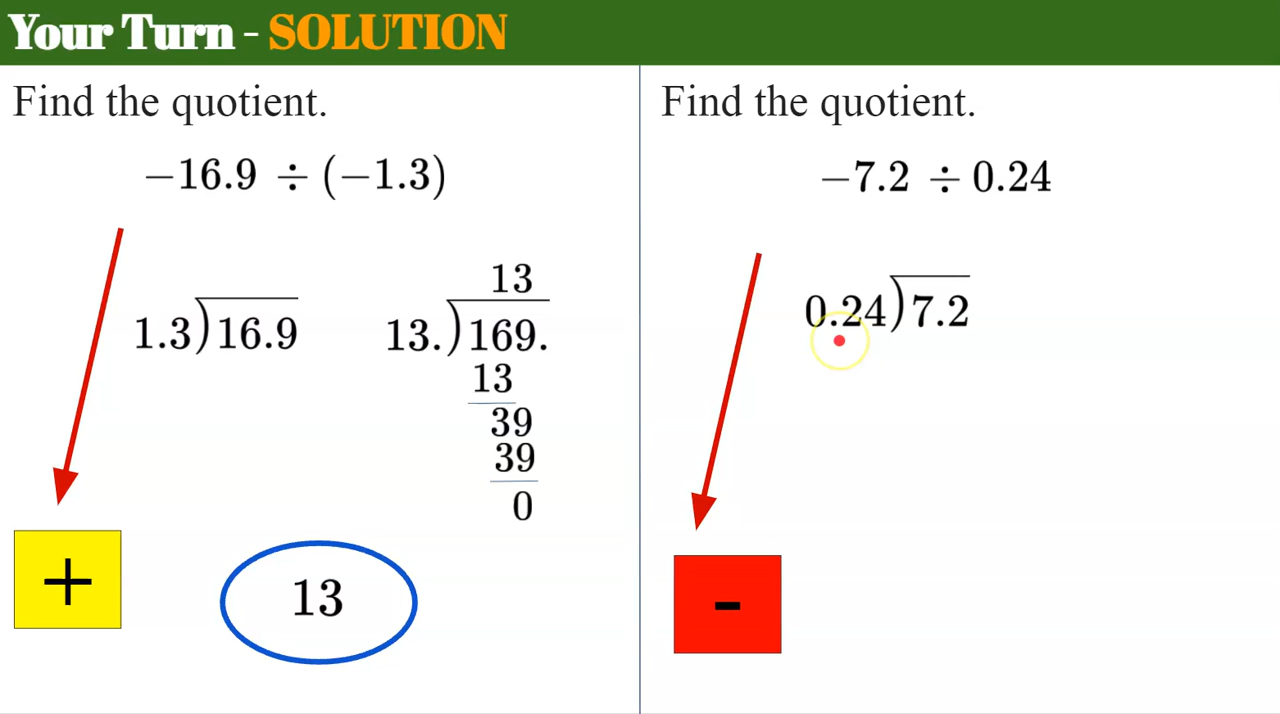 Your Turn - SOLUTION
Find the quotient.
−16.9 ÷ (−1.3)
13
1.3)16.9 13.)169.
13
39
39
0
+
13
Find the quotient.
−7.2 ÷ 0.24
0.24)7.2
-